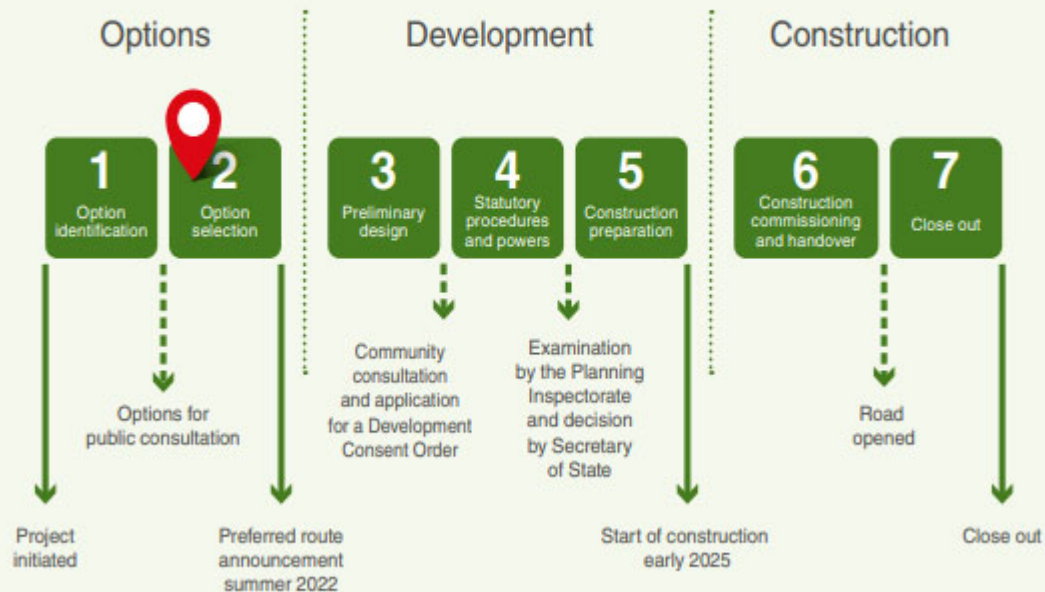 Options
Development
Construction
1
Option
identification
2
Option
selection
3
Preliminary
design
4
Statutory
procedures
and powers
5
Construction
preparation
6
Construction
commissioning
and handover
7
Close out
Community
consultation
and application
for a Development
Consent Order
Examination
by the Planning
Inspectorate
and decision
by Secretary
of State
Options for
public consultation
Road
opened
Project
initiated
Preferred route
announcement
summer 2022
Start of construction
early 2025
Close out